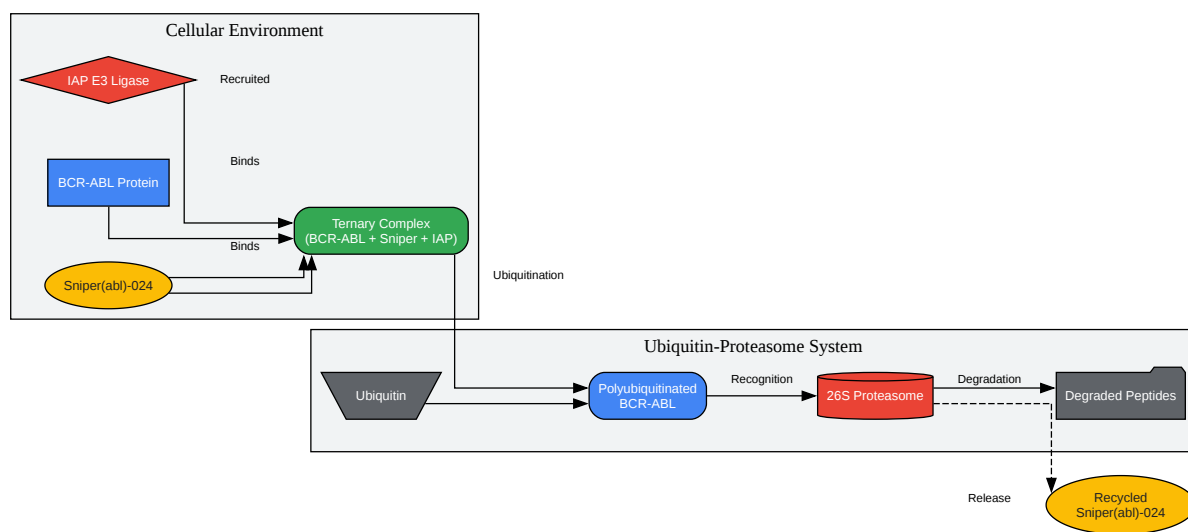 Cellular Environment
IAP E3 Ligase
Recruited
Binds
BCR-ABL Protein
Ternary Complex
(BCR-ABL + Sniper + IAP)
Binds
Sniper(abl)-024
Ubiquitination
Ubiquitin-Proteasome System
Ubiquitin
Polyubiquitinated
BCR-ABL
Recognition
26S Proteasome
Degradation
Degraded Peptides
Release
Recycled
Sniper(abl)-024